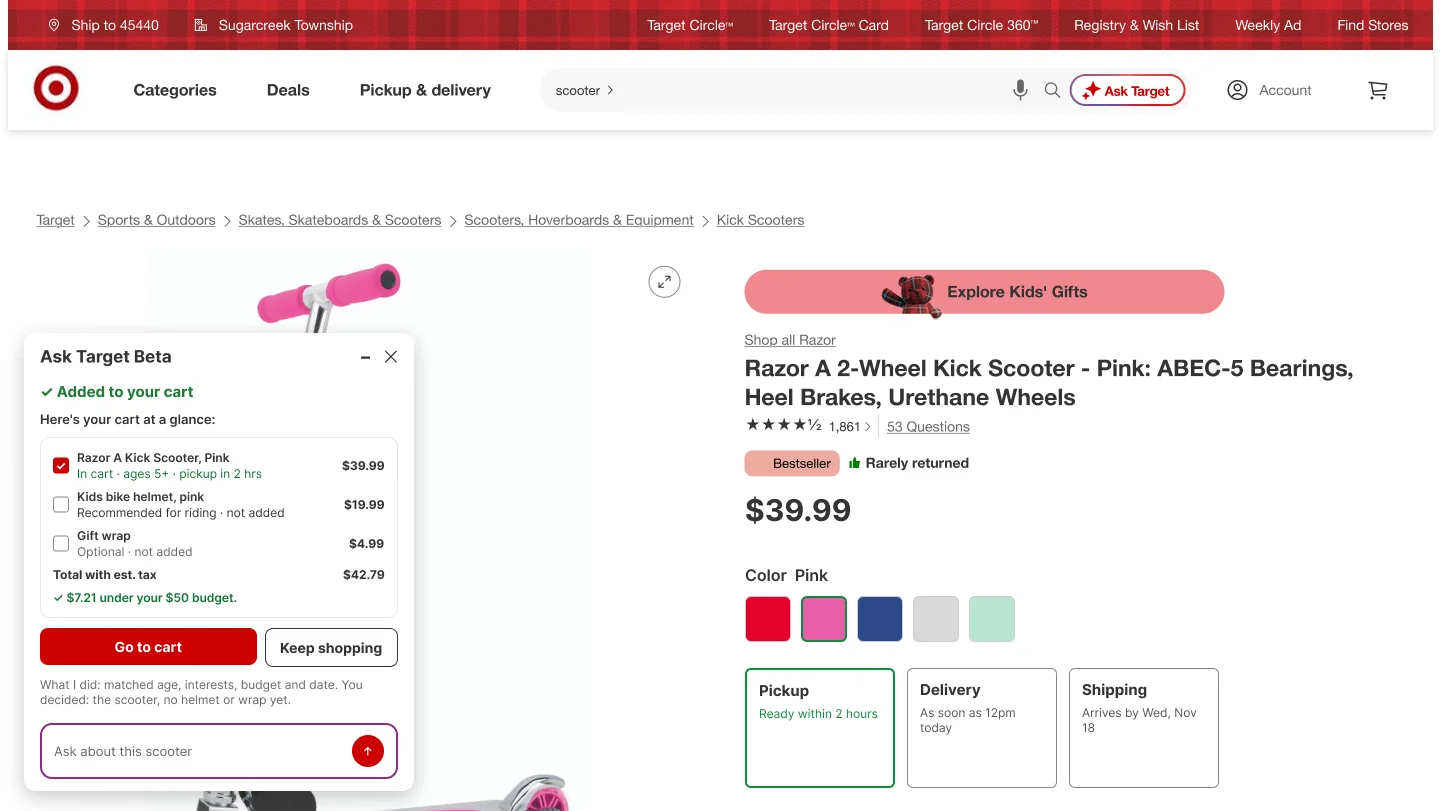 Ship to 45440
Sugarcreek Township
Target Circle™
Target Circle™ Card
Target Circle 360™
Registry & Wish List
Weekly Ad
Find Stores
Categories
Deals
Pickup & delivery
scooter
Ask Target
Account
Target
Sports & Outdoors
Skates, Skateboards & Scooters
Scooters, Hoverboards & Equipment
Kick Scooters
Explore Kids' Gifts
Shop all Razor
Razor A 2-Wheel Kick Scooter - Pink: ABEC-5 Bearings,
Heel Brakes, Urethane Wheels
1,861
53 Questions
Bestseller
Rarely returned
$39.99
Color Pink
Pickup
Ready within 2 hours
Delivery
As soon as 12pm
today
Shipping
Arrives by Wed, Nov
18
Ask Target Beta
Added to your cart
Here's your cart at a glance:
Razor A Kick Scooter, Pink
In cart · ages 5+ · pickup in 2 hrs
$39.99
Kids bike helmet, pink
Recommended for riding · not added
$19.99
Gift wrap
Optional · not added
$4.99
Total with est. tax
$42.79
$7.21 under your $50 budget.
Go to cart
Keep shopping
What I did: matched age, interests, budget and date. You
decided: the scooter, no helmet or wrap yet.
Ask about this scooter